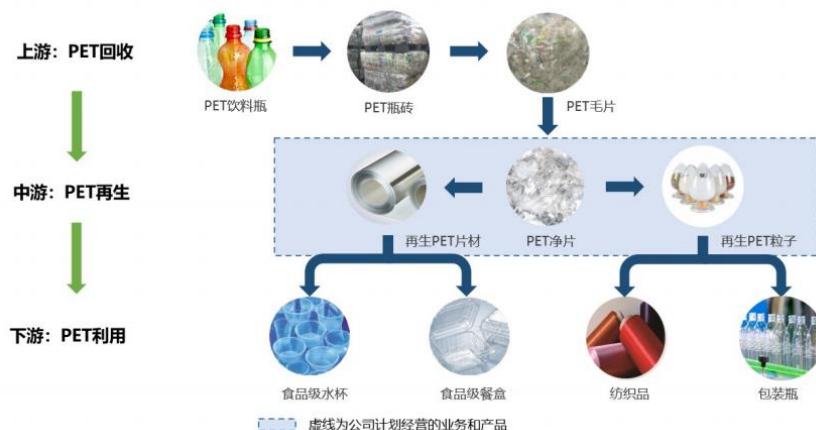 上游：PET回收
PET饮料瓶
PET瓶砖
PET毛片
中游：PET再生
再生PET片材
PET净片
再生PET粒子
下游：PET利用
食品级水杯
食品级餐盒
纺织品
包装瓶
虚线为公司计划经营的业务和产品